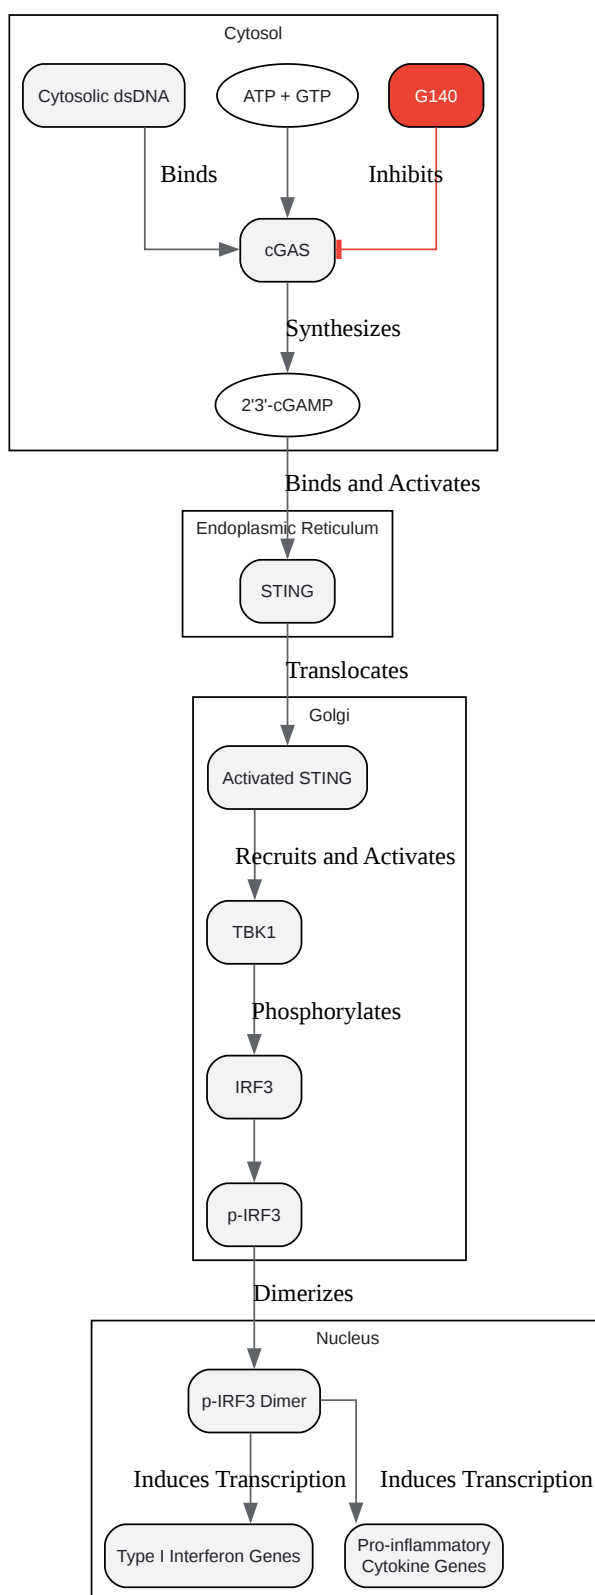 Cytosol
Cytosolic dsDNA
ATP + GTP
G140
Binds
Inhibits
cGAS
Synthesizes
2'3'-cGAMP
Binds and Activates
Endoplasmic Reticulum
STING
Translocates
Golgi
Activated STING
Recruits and Activates
TBK1
Phosphorylates
IRF3
p-IRF3
Dimerizes
Nucleus
p-IRF3 Dimer
Induces Transcription
Induces Transcription
Type I Interferon Genes
Pro-inflammatory
Cytokine Genes